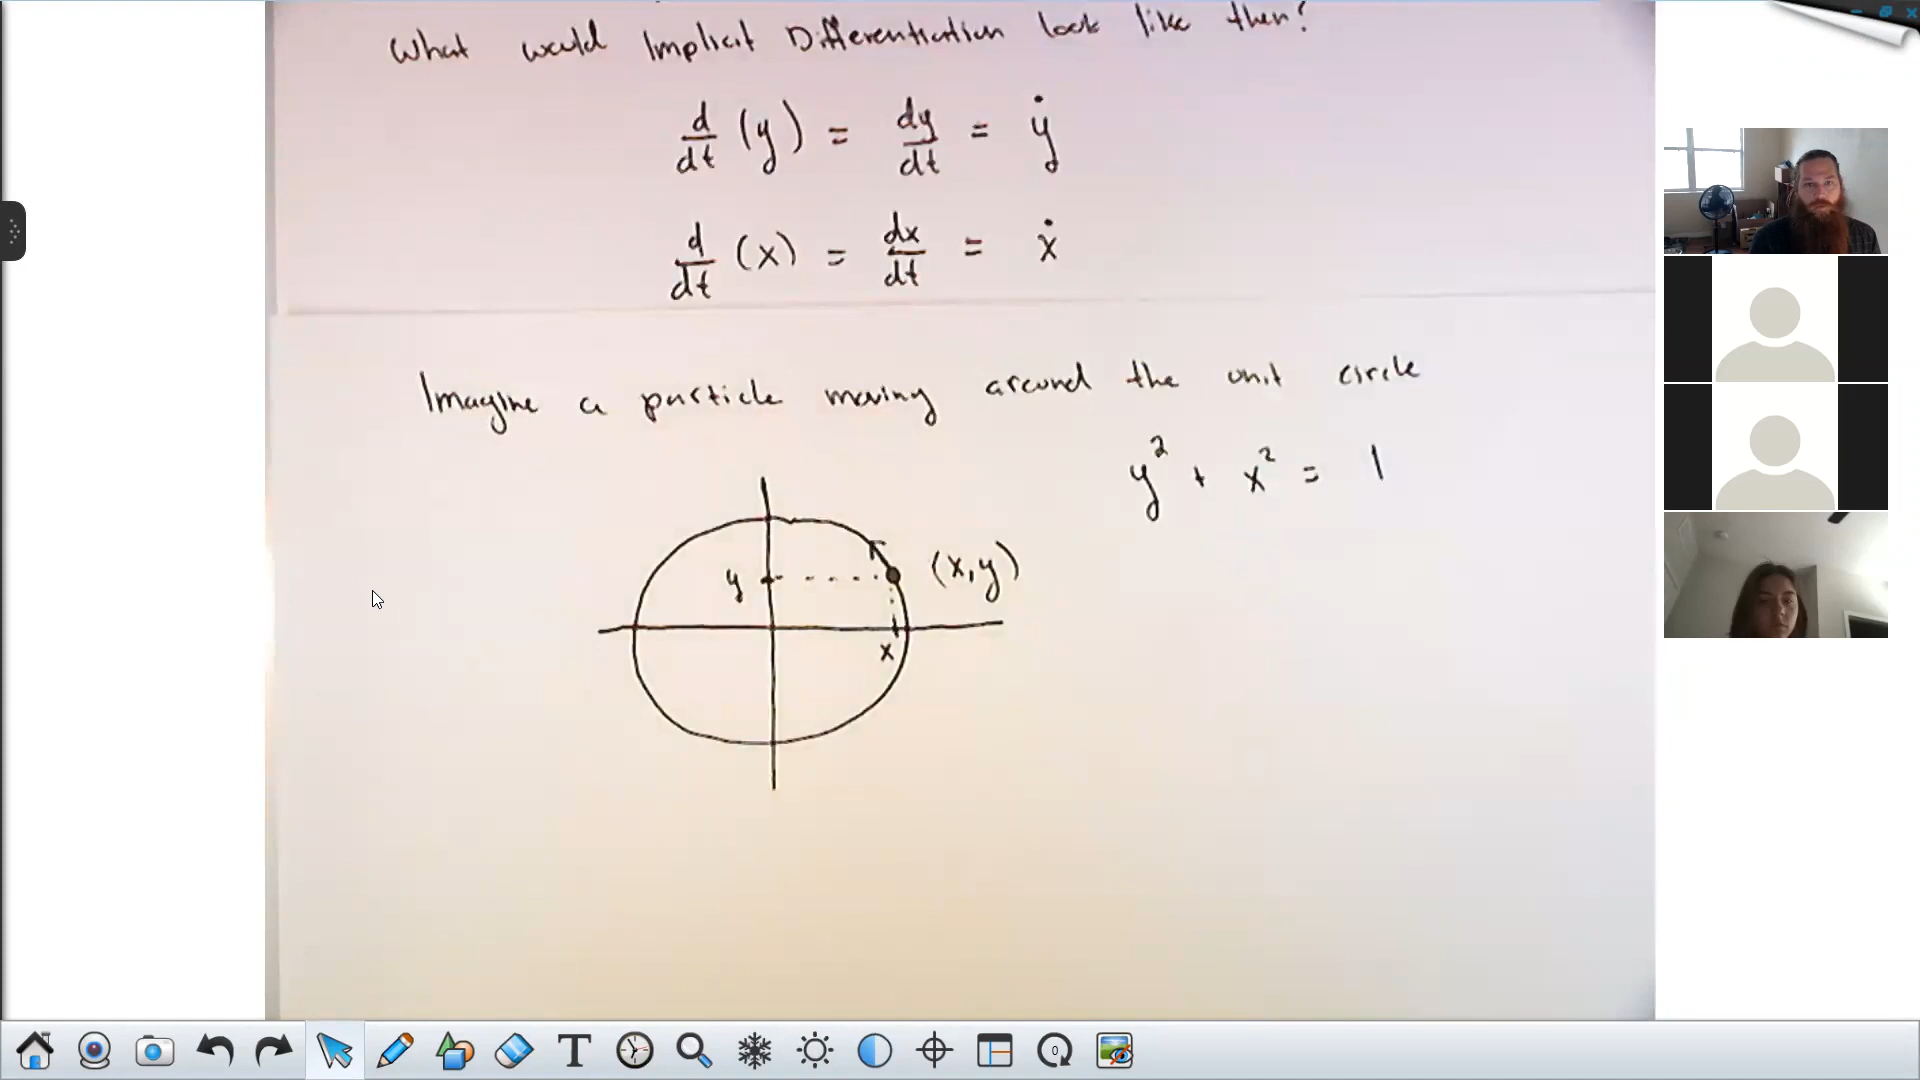 What would Implicit Differentiation look like then?
d/dt (y) = dy/dt = ẏ
d/dt (x) = dx/dt = ẋ
Imagine a particle moving around the unit circle
y² + x² = 1
(x,y)
y
x
T
0